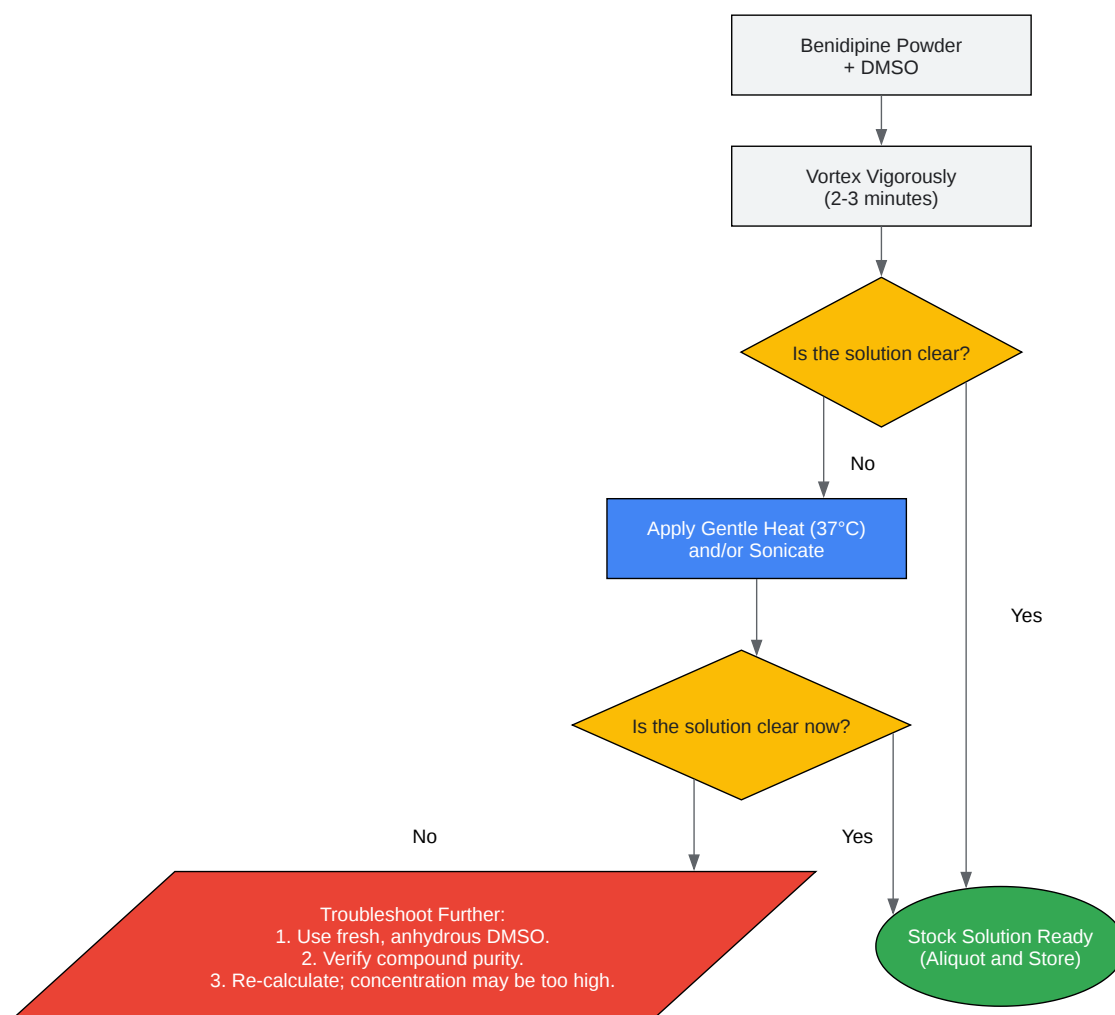 Benidipine Powder
+ DMSO
Vortex Vigorously
(2-3 minutes)
Is the solution clear?
No
Apply Gentle Heat (37°C)
and/or Sonicate
Yes
Is the solution clear now?
No
Yes
Troubleshoot Further:
1. Use fresh, anhydrous DMSO.
2. Verify compound purity.
3. Re-calculate; concentration may be too high.
Stock Solution Ready
(Aliquot and Store)